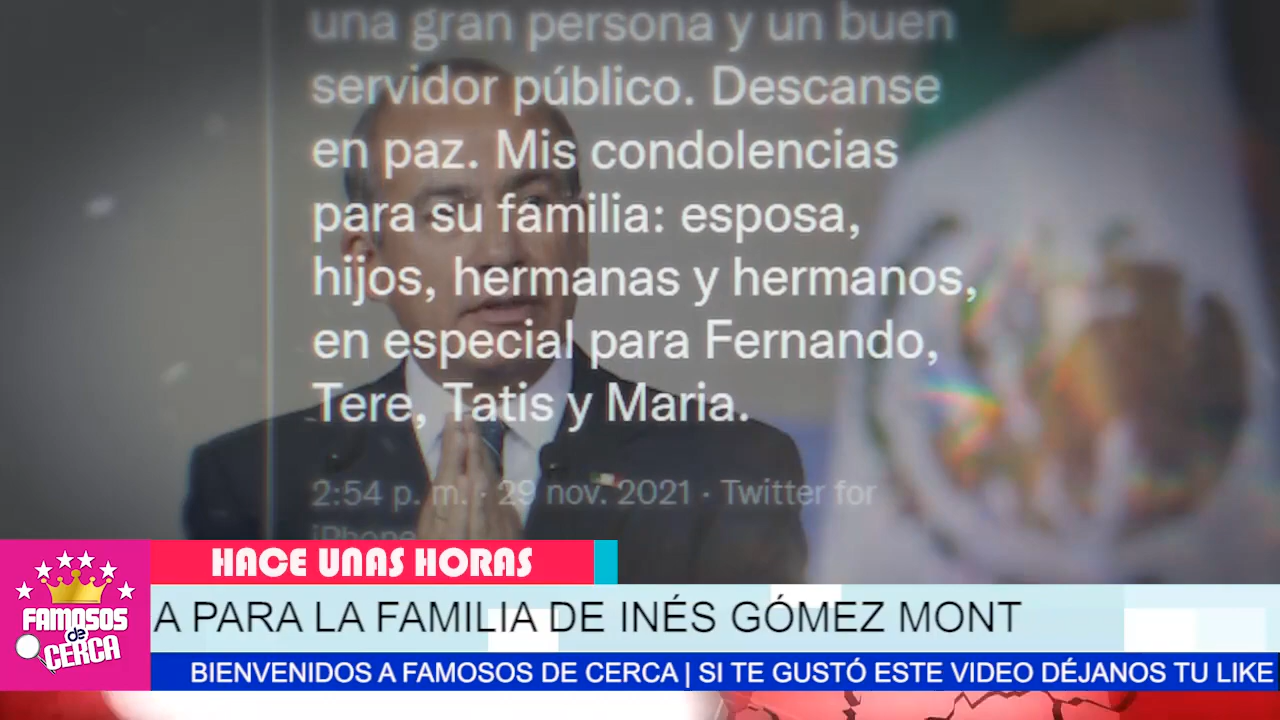 una gran persona y un buen
servidor público. Descanse
en paz. Mis condolencias
para su familia: esposa,
hijos, hermanas y hermanos,
en especial para Fernando,
Tere, Tatis y Maria.
2:54 p. m. · 29 nov. 2021 · Twitter for
iPhone
HACE UNAS HORAS
FAMOSOS
de
CERCA
A PARA LA FAMILIA DE INÉS GÓMEZ MONT
BIENVENIDOS A FAMOSOS DE CERCA | SI TE GUSTÓ ESTE VIDEO DÉJANOS TU LIKE